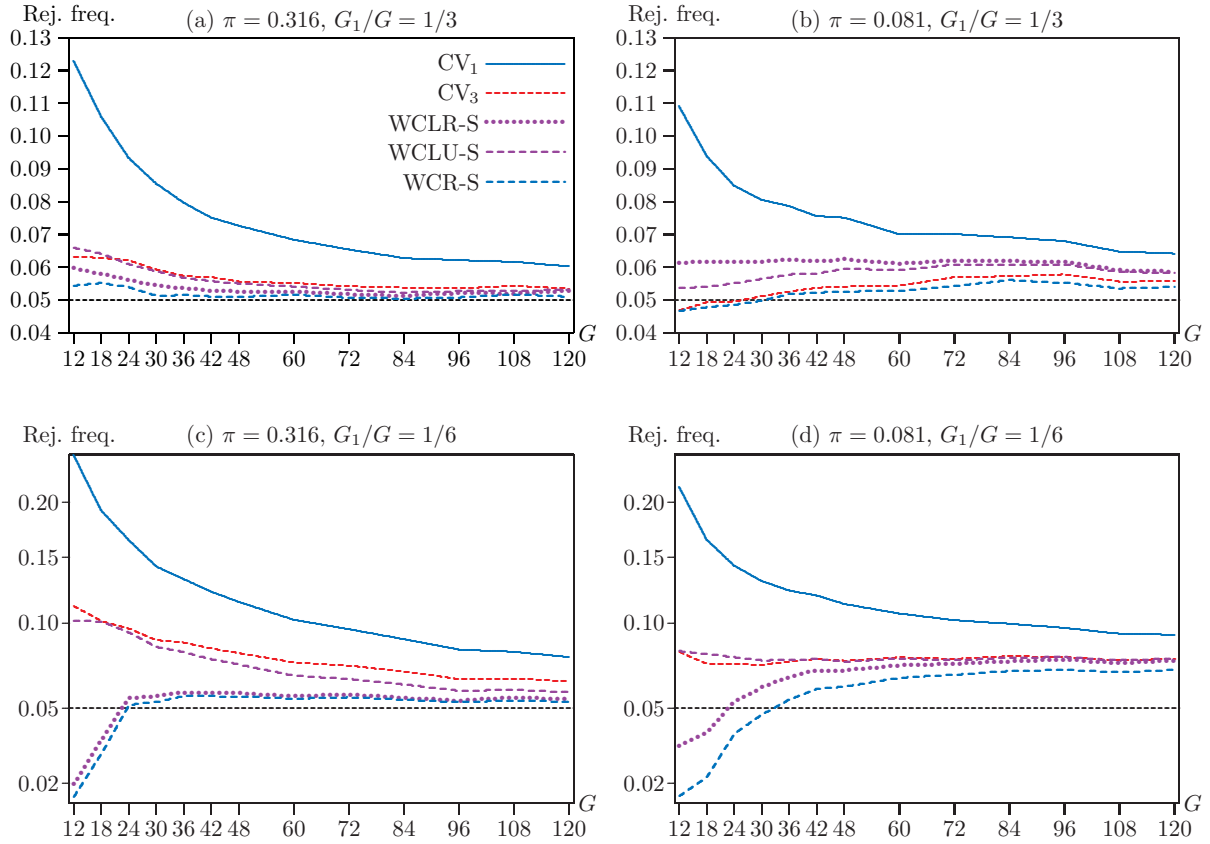 Rej. freq.
(a) π = 0.316, G₁/G = 1/3
0.13
0.12
0.11
0.10
0.09
0.08
0.07
0.06
0.05
0.04
CV₁
CV₃
WCLR-S
WCLU-S
WCR-S
G
12 18 24 30 36 42 48 60 72 84 96 108 120
Rej. freq.
(b) π = 0.081, G₁/G = 1/3
0.13
0.12
0.11
0.10
0.09
0.08
0.07
0.06
0.05
0.04
G
12 18 24 30 36 42 48 60 72 84 96 108 120
Rej. freq.
(c) π = 0.316, G₁/G = 1/6
0.20
0.15
0.10
0.05
0.02
G
12 18 24 30 36 42 48 60 72 84 96 108 120
Rej. freq.
(d) π = 0.081, G₁/G = 1/6
0.20
0.15
0.10
0.05
0.02
G
12 18 24 30 36 42 48 60 72 84 96 108 120